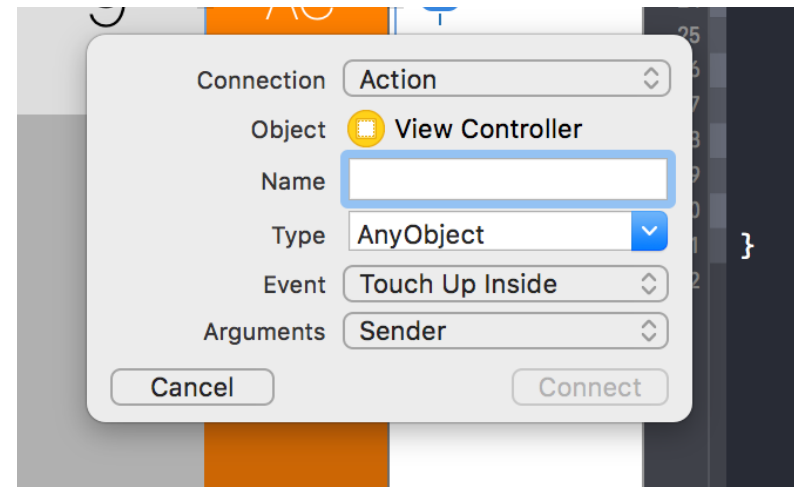 25
Connection Action
Object View Controller
Name
Type AnyObject
Event Touch Up Inside
Arguments Sender
}
Cancel Connect